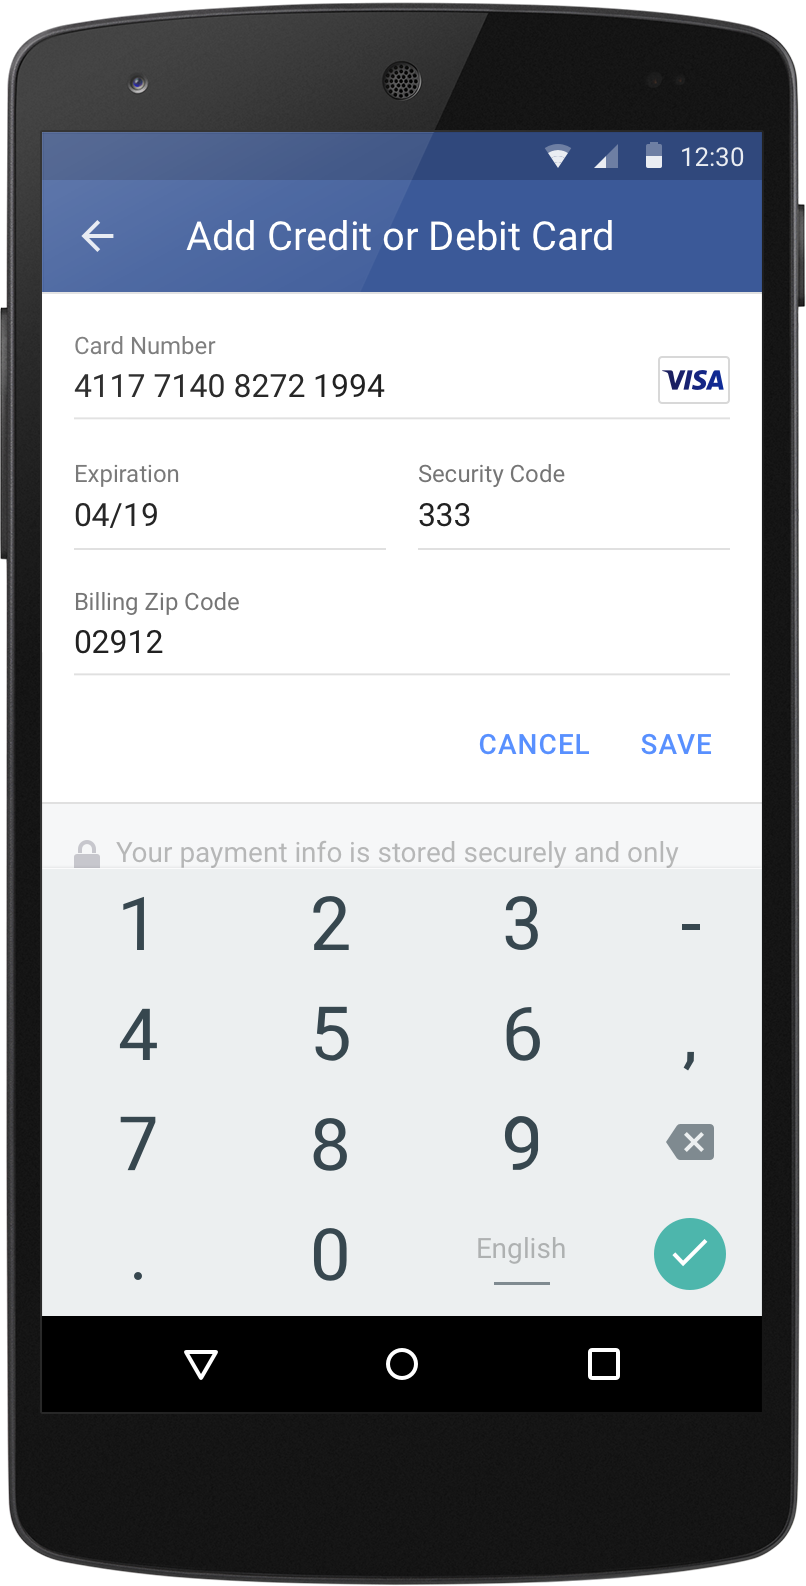 12:30
Add Credit or Debit Card
Card Number
4117 7140 8272 1994
VISA
Expiration
Security Code
04/19
333
Billing Zip Code
02912
CANCEL SAVE
Your payment info is stored securely and only
1 2 3 -
4 5 6 ,
7 8 9
. 0 English